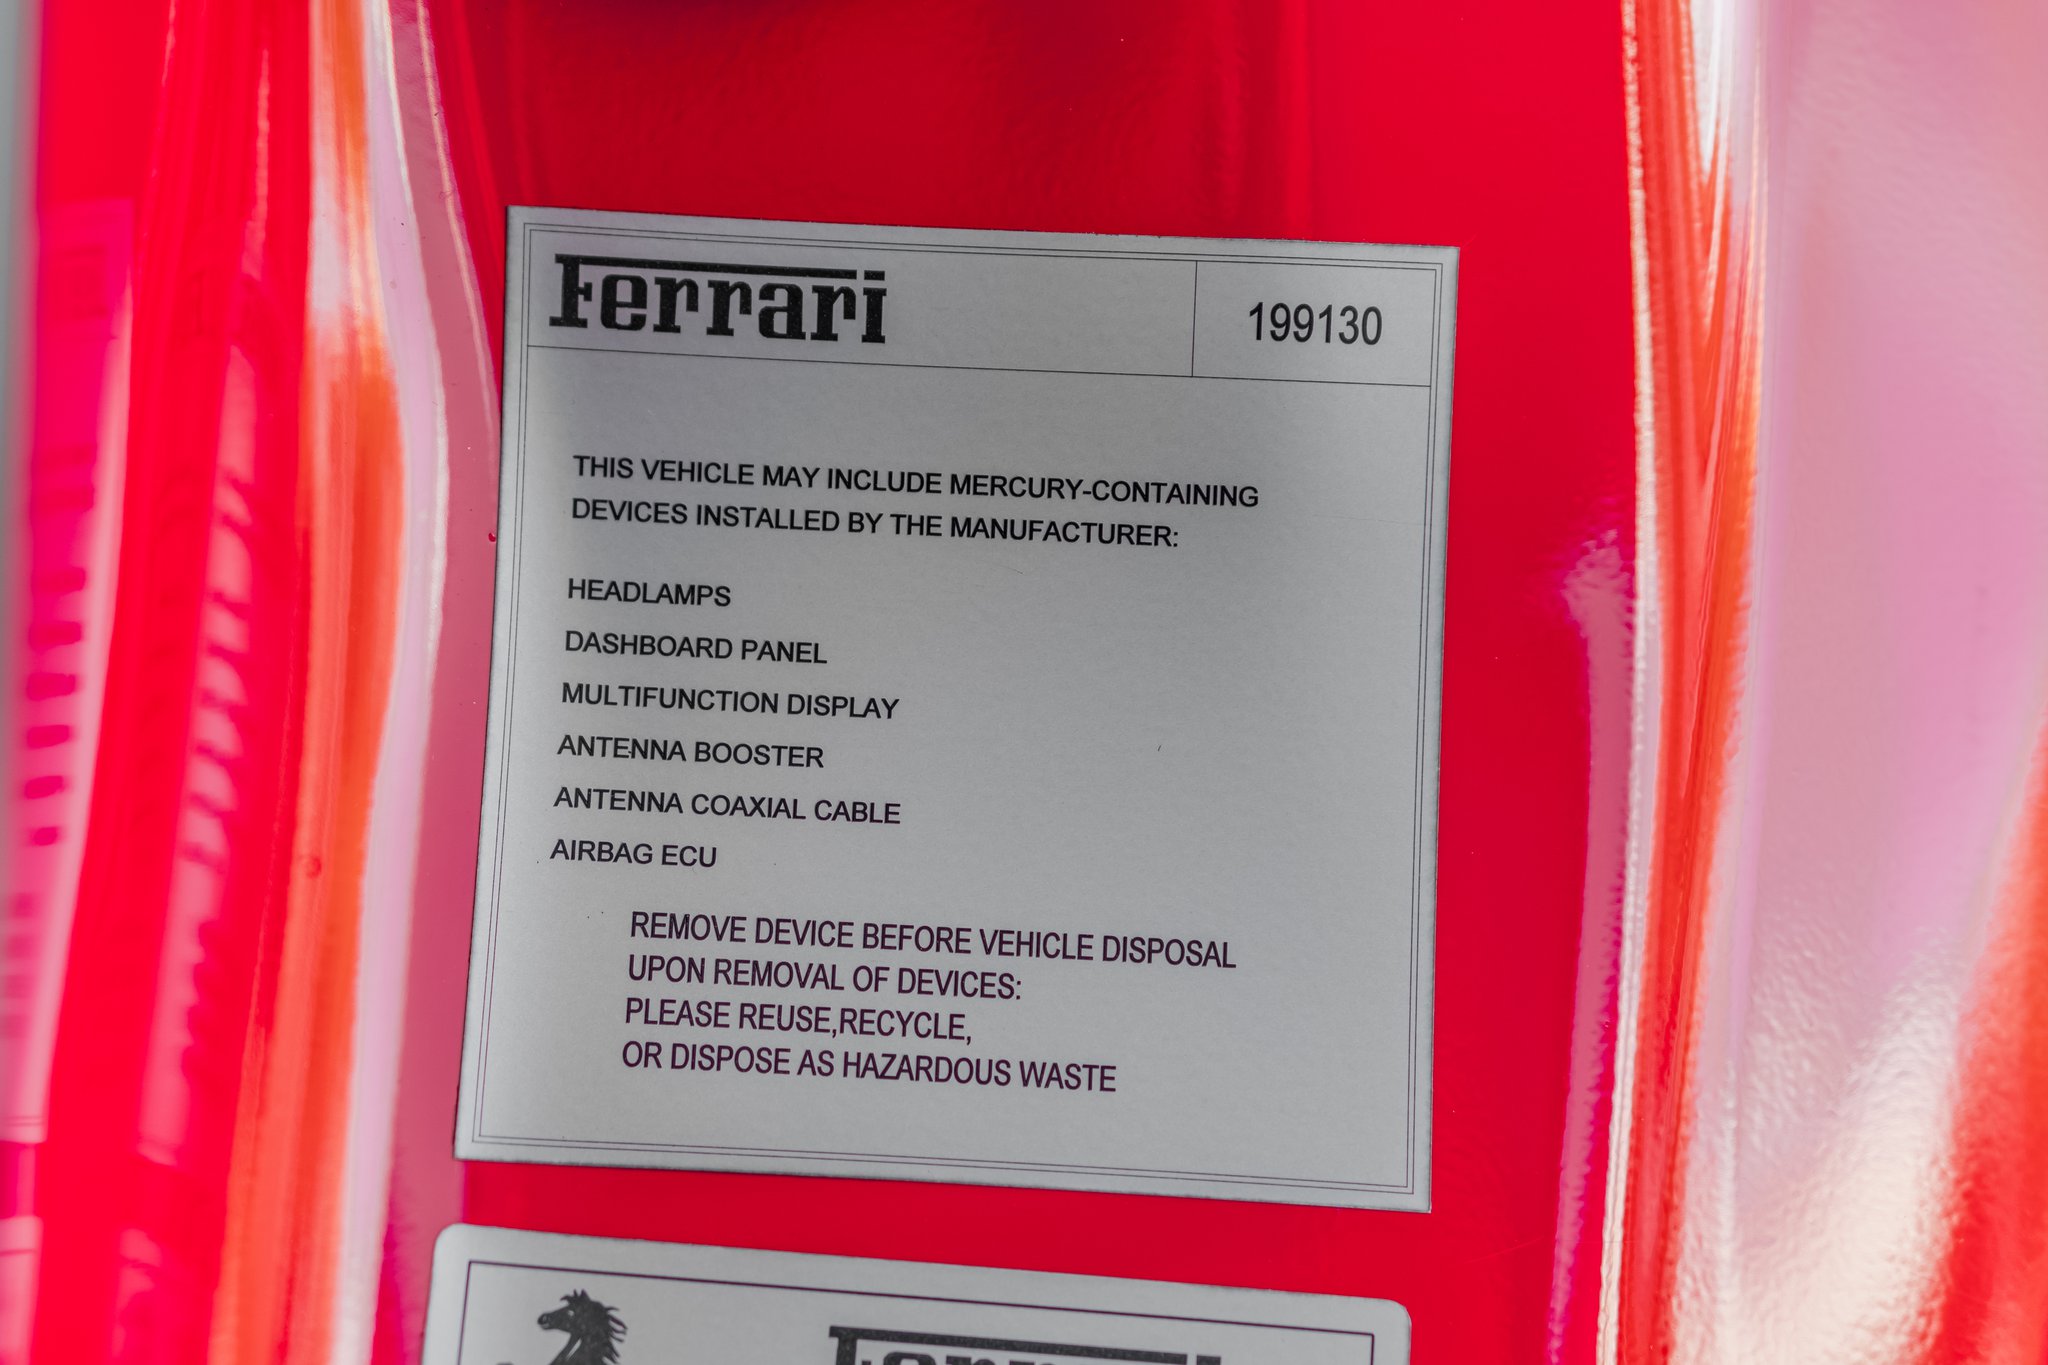 Ferrari
199130
THIS VEHICLE MAY INCLUDE MERCURY-CONTAINING
DEVICES INSTALLED BY THE MANUFACTURER:
HEADLAMPS
DASHBOARD PANEL
MULTIFUNCTION DISPLAY
ANTENNA BOOSTER
ANTENNA COAXIAL CABLE
AIRBAG ECU
REMOVE DEVICE BEFORE VEHICLE DISPOSAL
UPON REMOVAL OF DEVICES:
PLEASE REUSE,RECYCLE,
OR DISPOSE AS HAZARDOUS WASTE
Ferrari